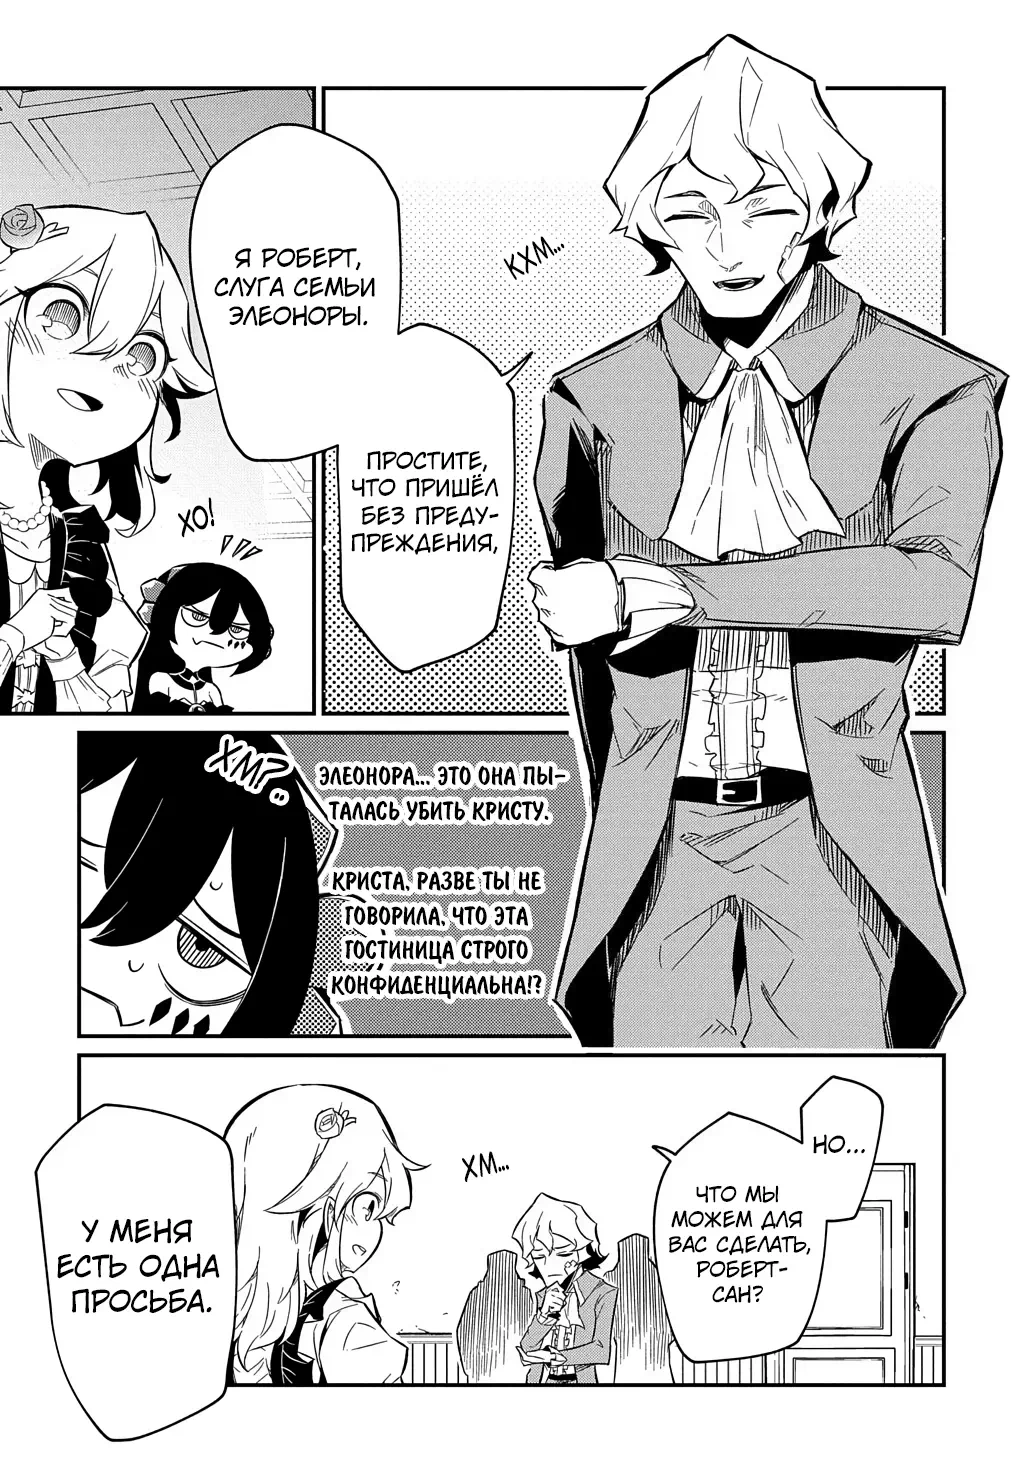 КХМ...
ПРОСТИТЕ,
ЧТО ПРИШЁЛ
БЕЗ ПРЕДУ-
ПРЕЖДЕНИЯ,
Я РОБЕРТ,
СЛУГА СЕМЬИ
ЭЛЕОНОРЫ.
ХО!
ХМ?..
ЭЛЕОНОРА... ЭТО ОНА ПЫ-
ТАЛАСЬ УБИТЬ КРИСТУ.
КРИСТА, РАЗВЕ ТЫ НЕ
ГОВОРИЛА, ЧТО ЭТА
ГОСТИНИЦА СТРОГО
КОНФИДЕНЦИАЛЬНА!?
НО...
ЧТО МЫ
МОЖЕМ ДЛЯ
ВАС СДЕЛАТЬ,
РОБЕРТ-
САН?
ХМ...
У МЕНЯ
ЕСТЬ ОДНА
ПРОСЬБА.